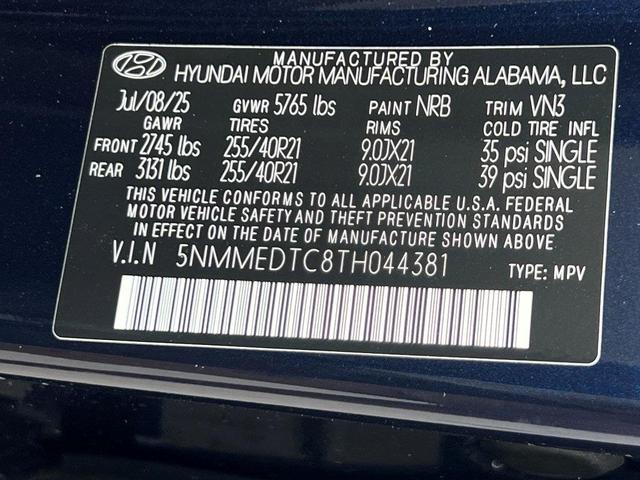 MANUFACTURED BY
HYUNDAI MOTOR MANUFACTURING ALABAMA, LLC
Jul/08/25 GVWR 5765 lbs PAINT NRB TRIM VN3
GAWR TIRES RIMS COLD TIRE INFL
FRONT 2745 lbs 255/40R21 9.0JX21 35 psi SINGLE
REAR 3131 lbs 255/40R21 9.0JX21 39 psi SINGLE
THIS VEHICLE CONFORMS TO ALL APPLICABLE U.S.A. FEDERAL
MOTOR VEHICLE SAFETY AND THEFT PREVENTION STANDARDS
IN EFFECT ON THE DATE OF MANUFACTURE SHOWN ABOVE.
V.I.N 5NMMEDTC8TH044381 TYPE: MPV